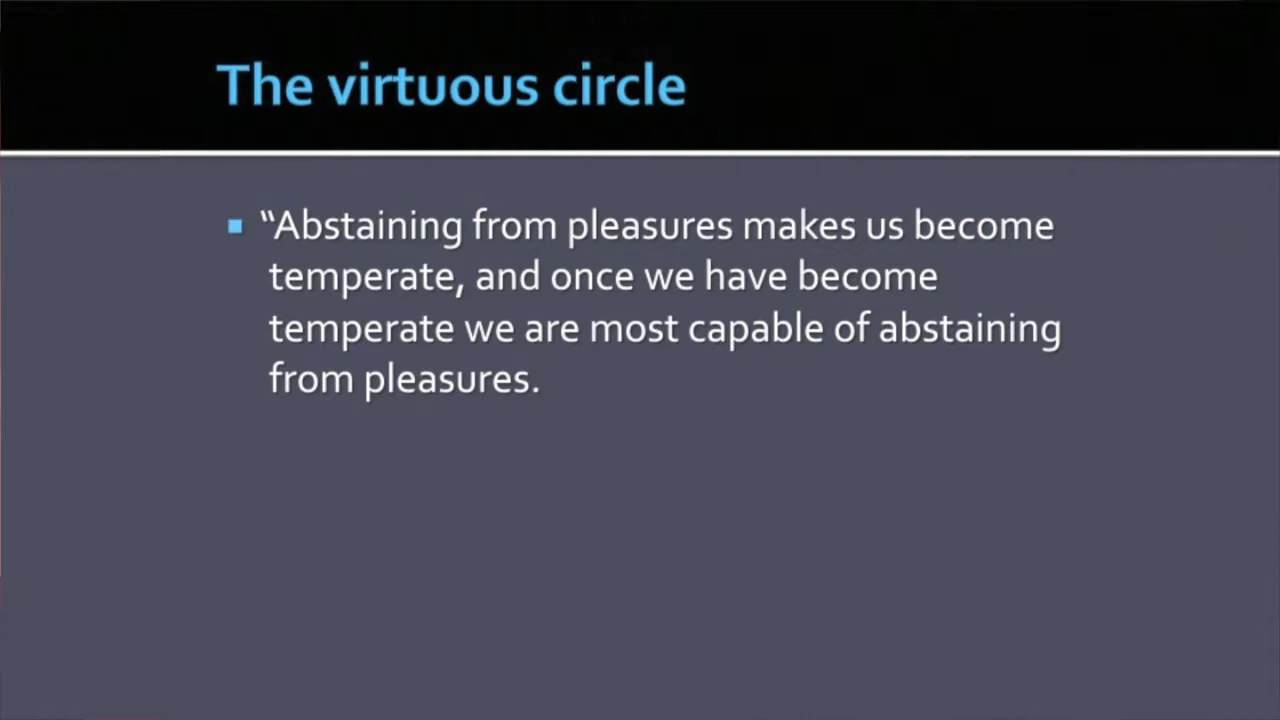 The virtuous circle
“Abstaining from pleasures makes us become
temperate, and once we have become
temperate we are most capable of abstaining
from pleasures.